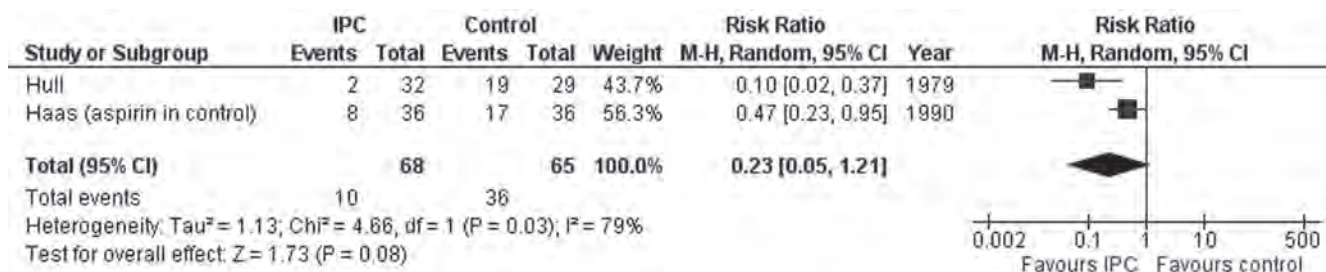 IPC Control Risk Ratio Risk Ratio
Study or Subgroup Events Total Events Total Weight M-H, Random, 95% CI Year M-H, Random, 95% CI
Hull 2 32 19 29 43.7% 0.10 [0.02, 0.37] 1979
Haas (aspirin in control) 8 36 17 36 56.3% 0.47 [0.23, 0.95] 1990
Total (95% CI) 68 65 100.0% 0.23 [0.05, 1.21]
Total events 10 36
Heterogeneity: Tau² = 1.13; Chi² = 4.66, df = 1 (P = 0.03); I² = 79%
Test for overall effect: Z = 1.73 (P = 0.08)
0.002 0.1 1 10 500
Favours IPC Favours control